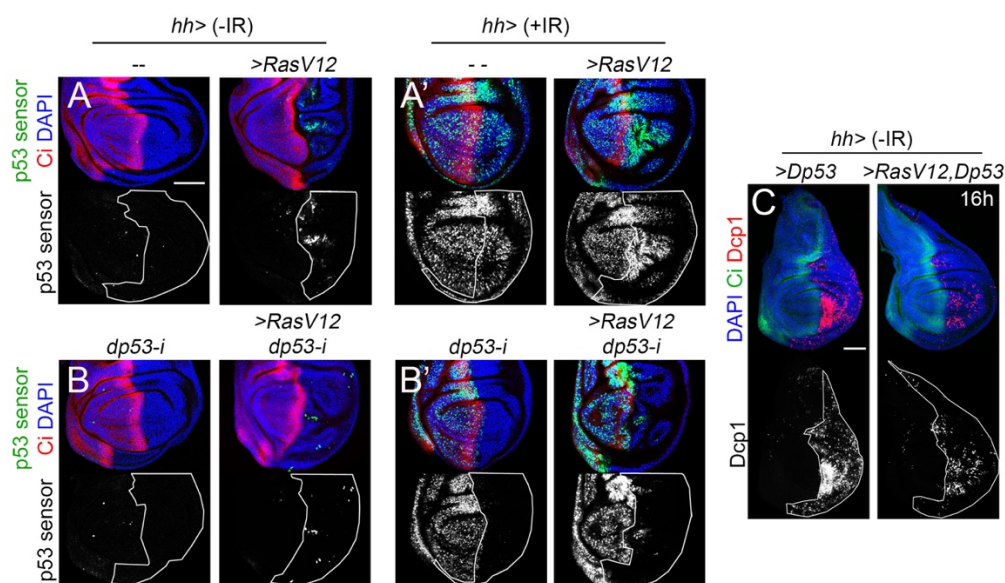 hh> (-IR)
hh> (+IR)
--
>RasV12
- -
>RasV12
A
A'
p53 sensor
Ci DAPI
p53 sensor
hh> (-IR)
>Dp53
>RasV12,Dp53
C
16h
DAPI Ci Dcp1
Dcp1
>RasV12
>RasV12
dp53-i
dp53-i
dp53-i
dp53-i
B
B'
p53 sensor
Ci DAPI
p53 sensor